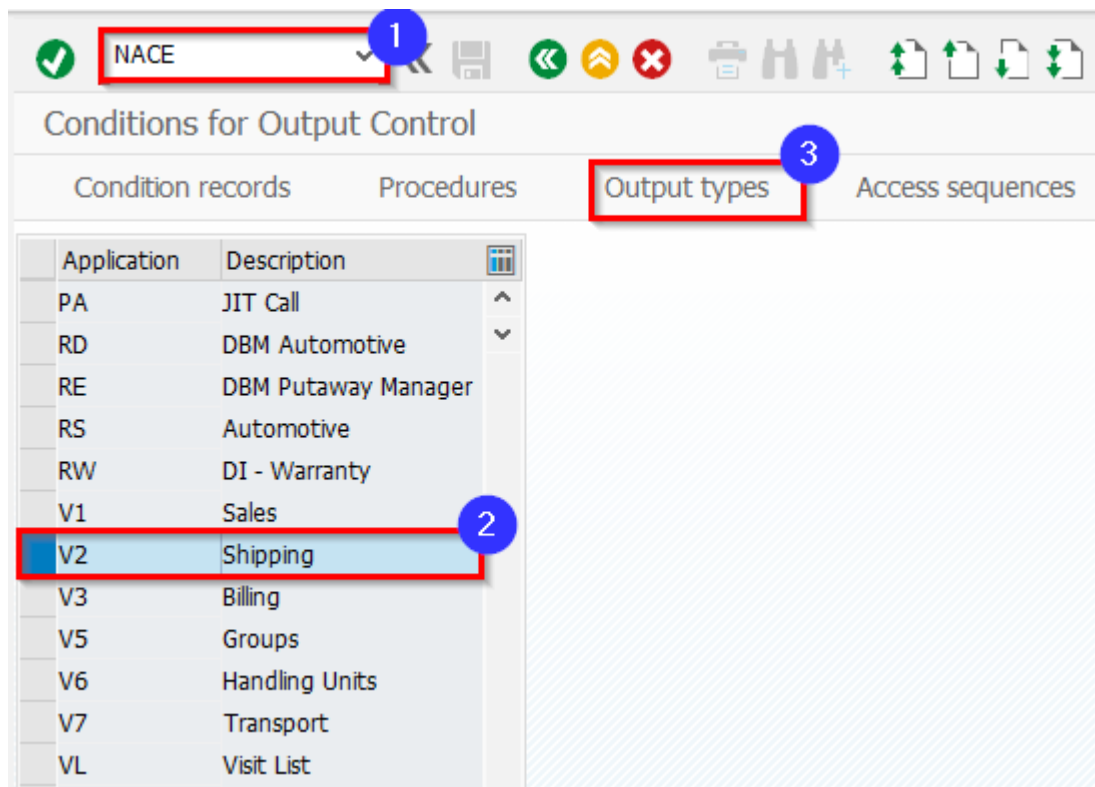 1
NACE
Conditions for Output Control
3
Condition records Procedures Output types Access sequences
Application Description
PA JIT Call
RD DBM Automotive
RE DBM Putaway Manager
RS Automotive
RW DI - Warranty
V1 Sales
2
V2 Shipping
V3 Billing
V5 Groups
V6 Handling Units
V7 Transport
VL Visit List